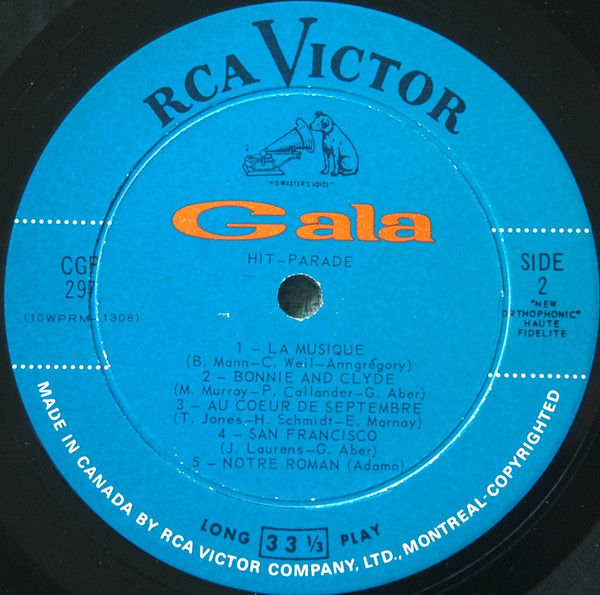 RCA VICTOR
"HIS MASTER'S VOICE"
Gala
HIT-PARADE
CGP
297
(10WPRM-1308)
SIDE
2
"NEW
ORTHOPHONIC"
HAUTE
FIDELITE
1 - LA MUSIQUE
(B. Mann-C. Weil-Anngrégory)
2 - BONNIE AND CLYDE
(M. Murray-P. Callander-G. Aber)
3 - AU COEUR DE SEPTEMBRE
(T. Jones-H. Schmidt-E. Marnay)
4 - SAN FRANCISCO
(J. Laurens-G. Aber)
5 - NOTRE ROMAN (Adamo)
LONG 33 ⅓ PLAY
MADE IN CANADA BY RCA VICTOR COMPANY, LTD., MONTREAL-COPYRIGHTED